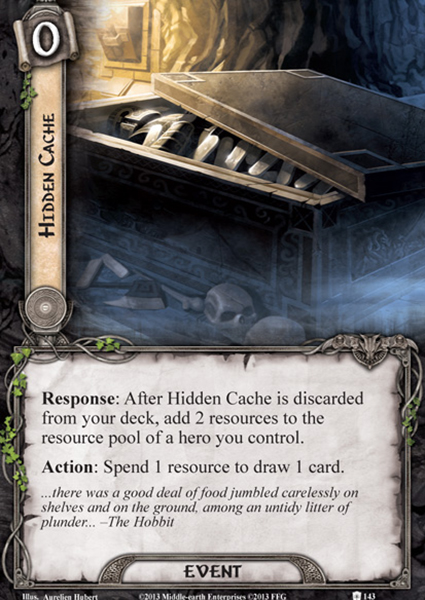 0
HIDDEN CACHE
Response: After Hidden Cache is discarded
from your deck, add 2 resources to the
resource pool of a hero you control.
Action: Spend 1 resource to draw 1 card.
...there was a good deal of food jumbled carelessly on
shelves and on the ground, among an untidy litter of
plunder... –The Hobbit
EVENT
Illus. Aurelien Hubert ©2013 Middle-earth Enterprises ©2013 FFG 143